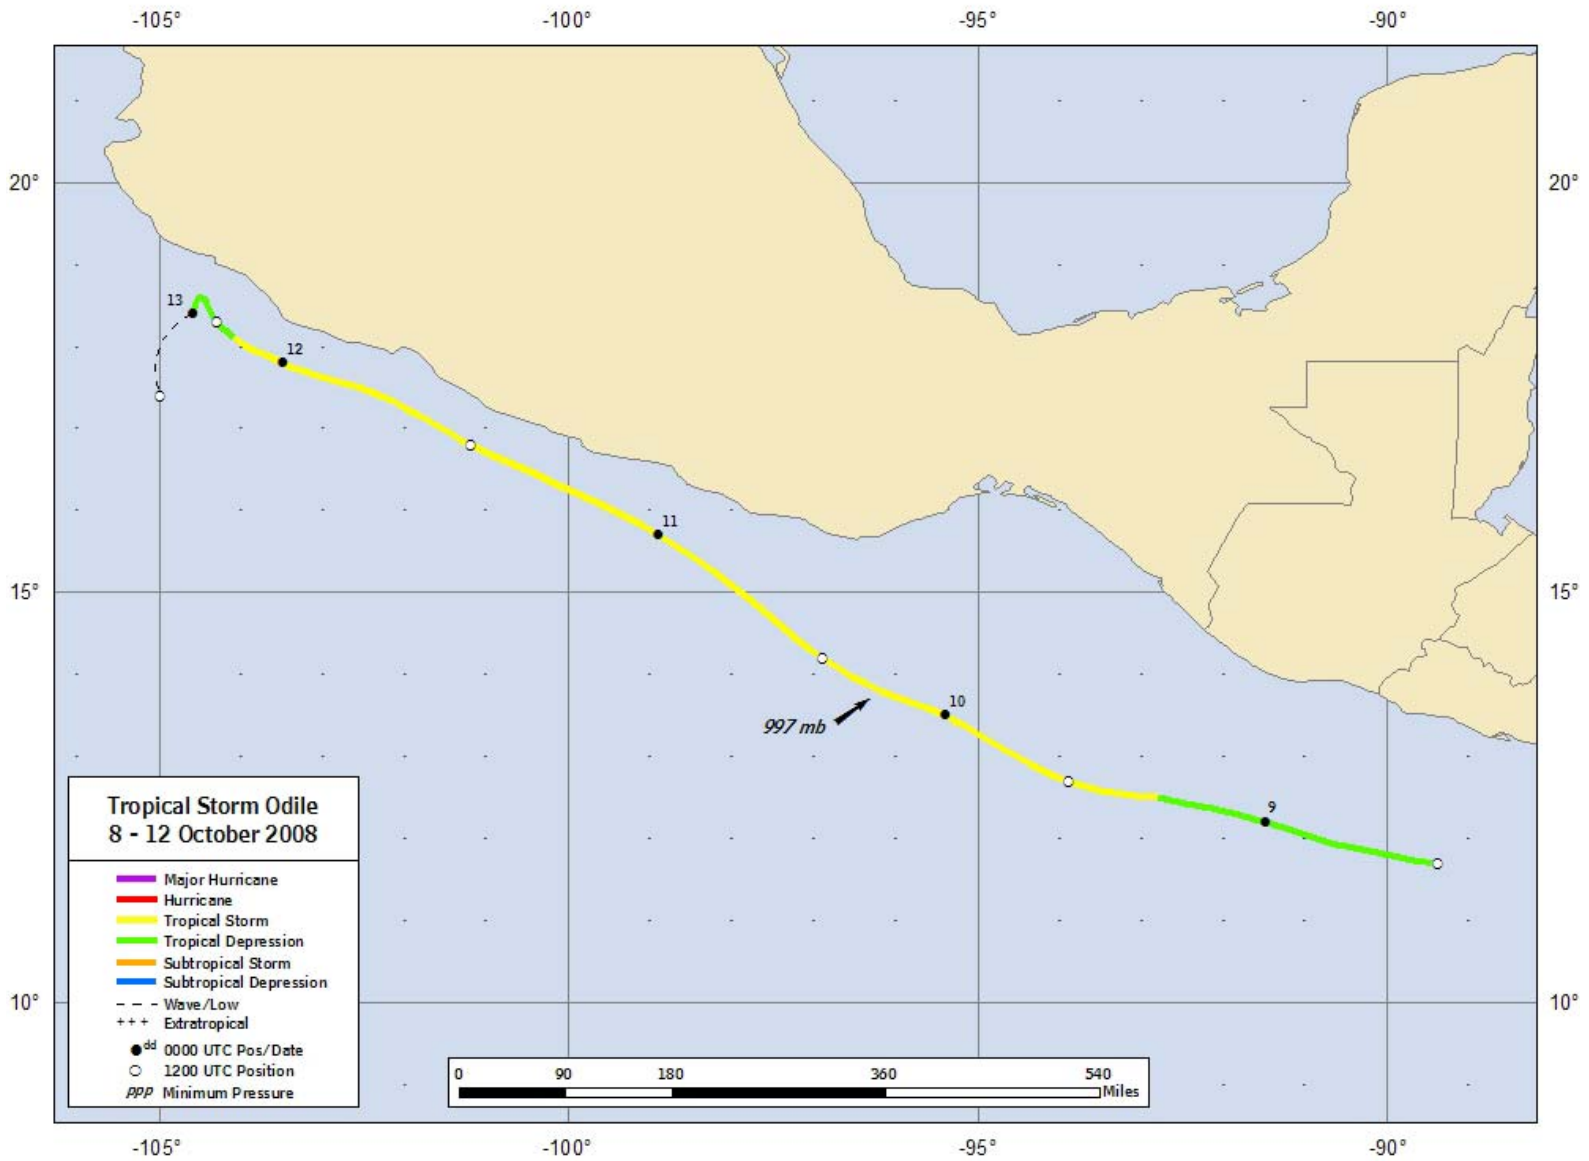 -105° -100° -95° -90°
20° 20°
13
12
11
15° 15°
10
997 mb
9
Tropical Storm Odile
8 - 12 October 2008
Major Hurricane
Hurricane
Tropical Storm
Tropical Depression
Subtropical Storm
Subtropical Depression
Wave/Low
+++ Extratropical
dd 0000 UTC Pos/Date
1200 UTC Position
ppp Minimum Pressure
10° 10°
0 90 180 360 540
Miles
-105° -100° -95° -90°